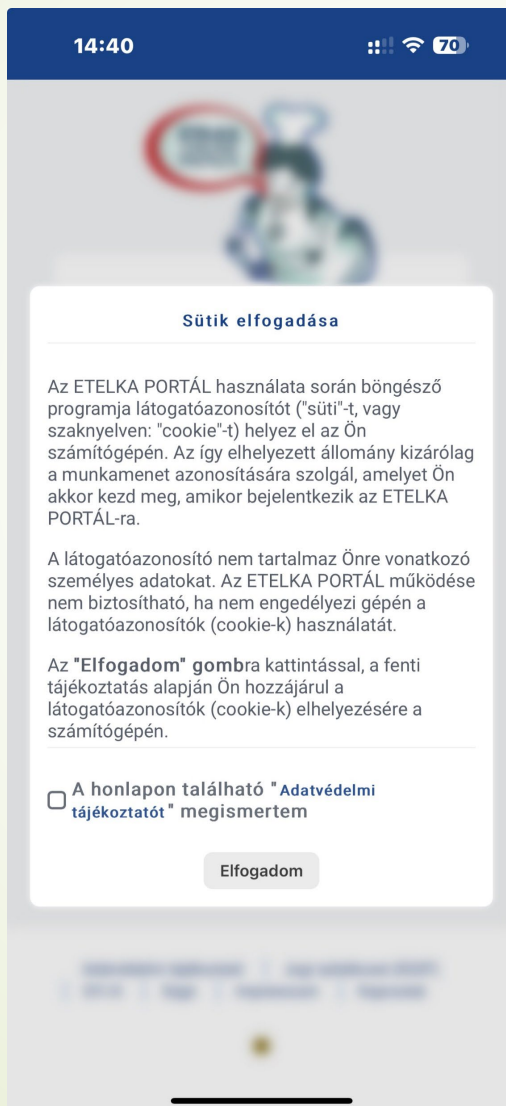 14:40
70
Sütik elfogadása
Az ETELKA PORTÁL használata során böngésző
programja látogatóazonosítót ("süti"-t, vagy
szaknyelven: "cookie"-t) helyez el az Ön
számítógépén. Az így elhelyezett állomány kizárólag
a munkamenet azonosítására szolgál, amelyet Ön
akkor kezd meg, amikor bejelentkezik az ETELKA
PORTÁL-ra.
A látogatóazonosító nem tartalmaz Önre vonatkozó
személyes adatokat. Az ETELKA PORTÁL működése
nem biztosítható, ha nem engedélyezi gépén a
látogatóazonosítók (cookie-k) használatát.
Az "Elfogadom" gombra kattintással, a fenti
tájékoztatás alapján Ön hozzájárul a
látogatóazonosítók (cookie-k) elhelyezésére a
számítógépén.
A honlapon található "Adatvédelmi
tájékoztatót" megismertem
Elfogadom